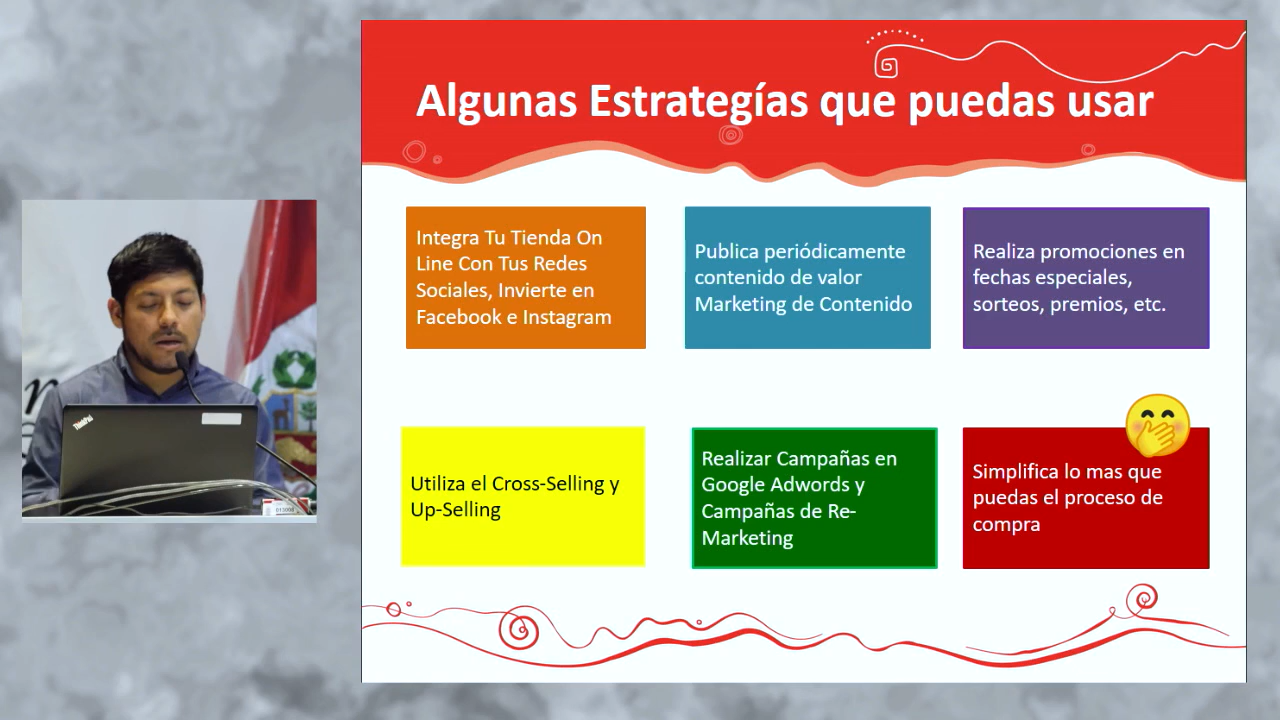 Algunas Estrategías que puedas usar
Integra Tu Tienda On
Line Con Tus Redes
Sociales, Invierte en
Facebook e Instagram
Publica periódicamente
contenido de valor
Marketing de Contenido
Realiza promociones en
fechas especiales,
sorteos, premios, etc.
Utiliza el Cross-Selling y
Up-Selling
Realizar Campañas en
Google Adwords y
Campañas de Re-
Marketing
Simplifica lo mas que
puedas el proceso de
compra
ThinkPad